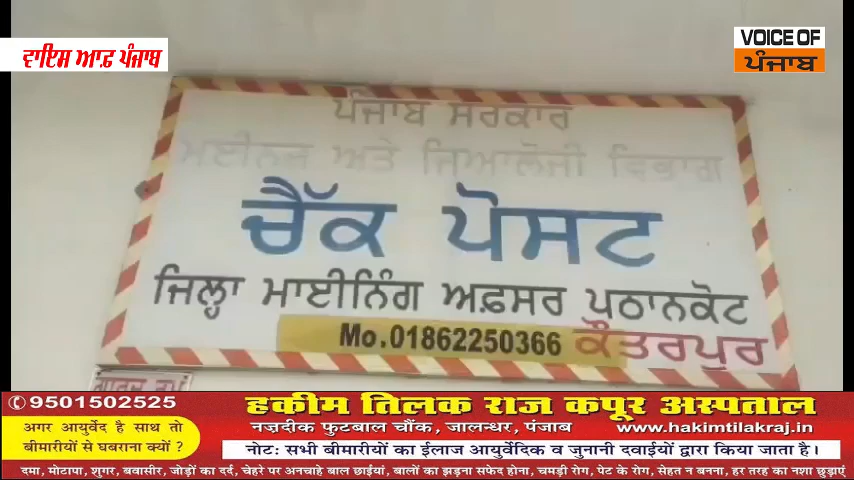 ਵਾਇਸ ਆਫ਼ ਪੰਜਾਬ
VOICE OF
ਪੰਜਾਬ
ਪੰਜਾਬ ਸਰਕਾਰ
ਮਾਈਨਜ਼ ਅਤੇ ਜਿਆਲੋਜੀ ਵਿਭਾਗ
ਚੈੱਕ ਪੋਸਟ
ਜਿਲ੍ਹਾ ਮਾਈਨਿੰਗ ਅਫ਼ਸਰ ਪਠਾਨਕੋਟ
Mo.01862250366 ਕੌਤਰਪੁਰ
9501502525
हकीम तिलक राज कपूर अस्पताल
नज़दीक फुटबाल चौंक, जालन्धर, पंजाब www.hakimtilakraj.in
अगर आयुर्वेद है साथ तो
बीमारीयों से घबराना क्यों ?
नोट: सभी बीमारीयों का ईलाज आयुर्वेदिक व जुनानी दवाईयों द्वारा किया जाता है।
दमा, मोटापा, शुगर, बवासीर, जोड़ों का दर्द, चेहरे पर अनचाहे बाल छाईयां, बालों का झड़ना सफेद होना, चमड़ी रोग, पेट के रोग, सेहत न बनना, हर तरह का नशा छुड़ाएं